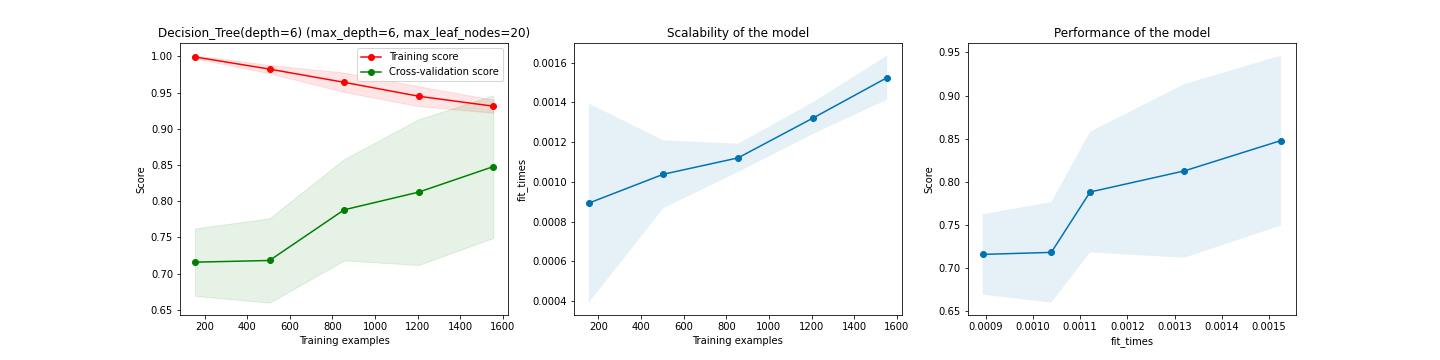 Decision_Tree(depth=6) (max_depth=6, max_leaf_nodes=20)
Training score
Cross-validation score
1.00
0.95
0.90
0.85
0.80
0.75
0.70
0.65
Score
200 400 600 800 1000 1200 1400 1600
Training examples
Scalability of the model
0.0016
0.0014
0.0012
0.0010
0.0008
0.0006
0.0004
fit_times
200 400 600 800 1000 1200 1400 1600
Training examples
Performance of the model
0.95
0.90
0.85
0.80
0.75
0.70
0.65
Score
0.0009 0.0010 0.0011 0.0012 0.0013 0.0014 0.0015
fit_times